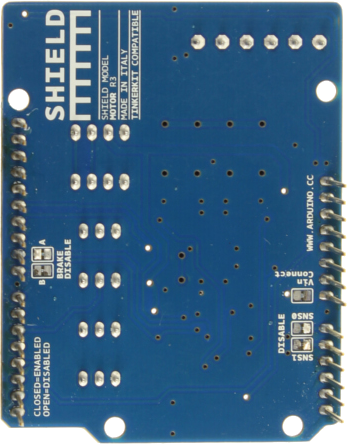 SHIELD
SHIELD MODEL
MOTOR R3
MADE IN ITALY
TINKERKIT COMPATIBLE
A
B
BRAKE
DISABLE
WWW.ARDUINO.CC
Vin
Connect
SNS0
DISABLE
SNS1
CLOSED=ENABLED
OPEN=DISABLED